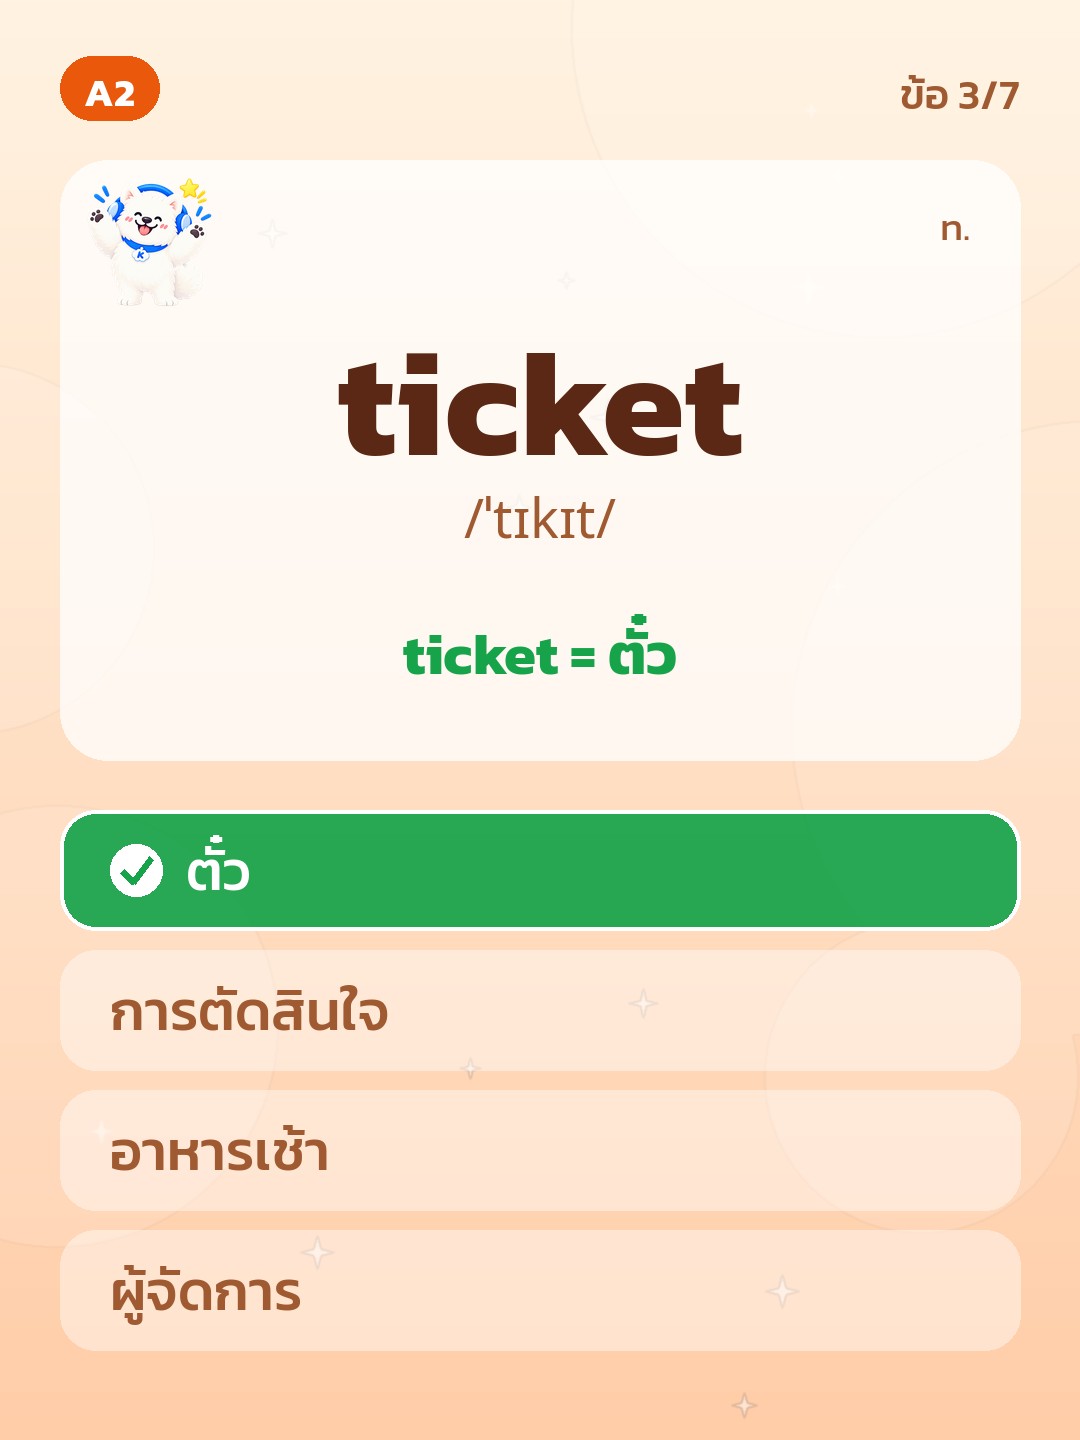 A2
ข้อ 3/7
n.
K
ticket
/ˈtɪkɪt/
ticket = ตั๋ว
ตั๋ว
การตัดสินใจ
อาหารเช้า
ผู้จัดการ